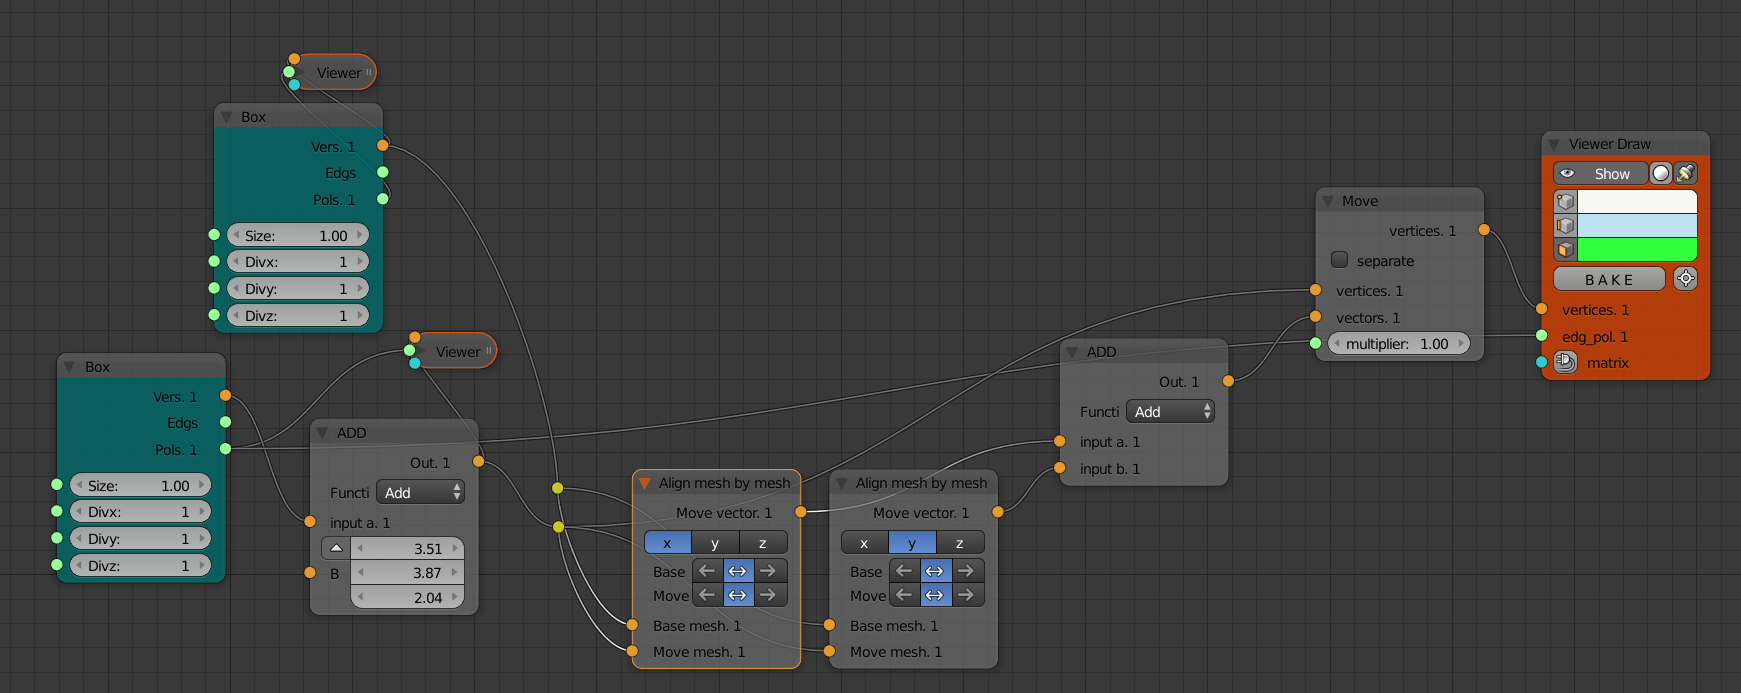 Viewer
Box
Vers. 1
Edgs
Pols. 1
Size: 1.00
Divx: 1
Divy: 1
Divz: 1
Viewer
Box
Vers. 1
Edgs
Pols. 1
Size: 1.00
Divx: 1
Divy: 1
Divz: 1
ADD
Out. 1
Functi Add
input a. 1
3.51
B 3.87
2.04
Align mesh by mesh
Move vector. 1
x y z
Base
Move
Base mesh. 1
Move mesh. 1
Align mesh by mesh
Move vector. 1
x y z
Base
Move
Base mesh. 1
Move mesh. 1
ADD
Out. 1
Functi Add
input a. 1
input b. 1
Move
vertices. 1
separate
vertices. 1
vectors. 1
multiplier: 1.00
Viewer Draw
Show
BAKE
vertices. 1
edg_pol. 1
matrix